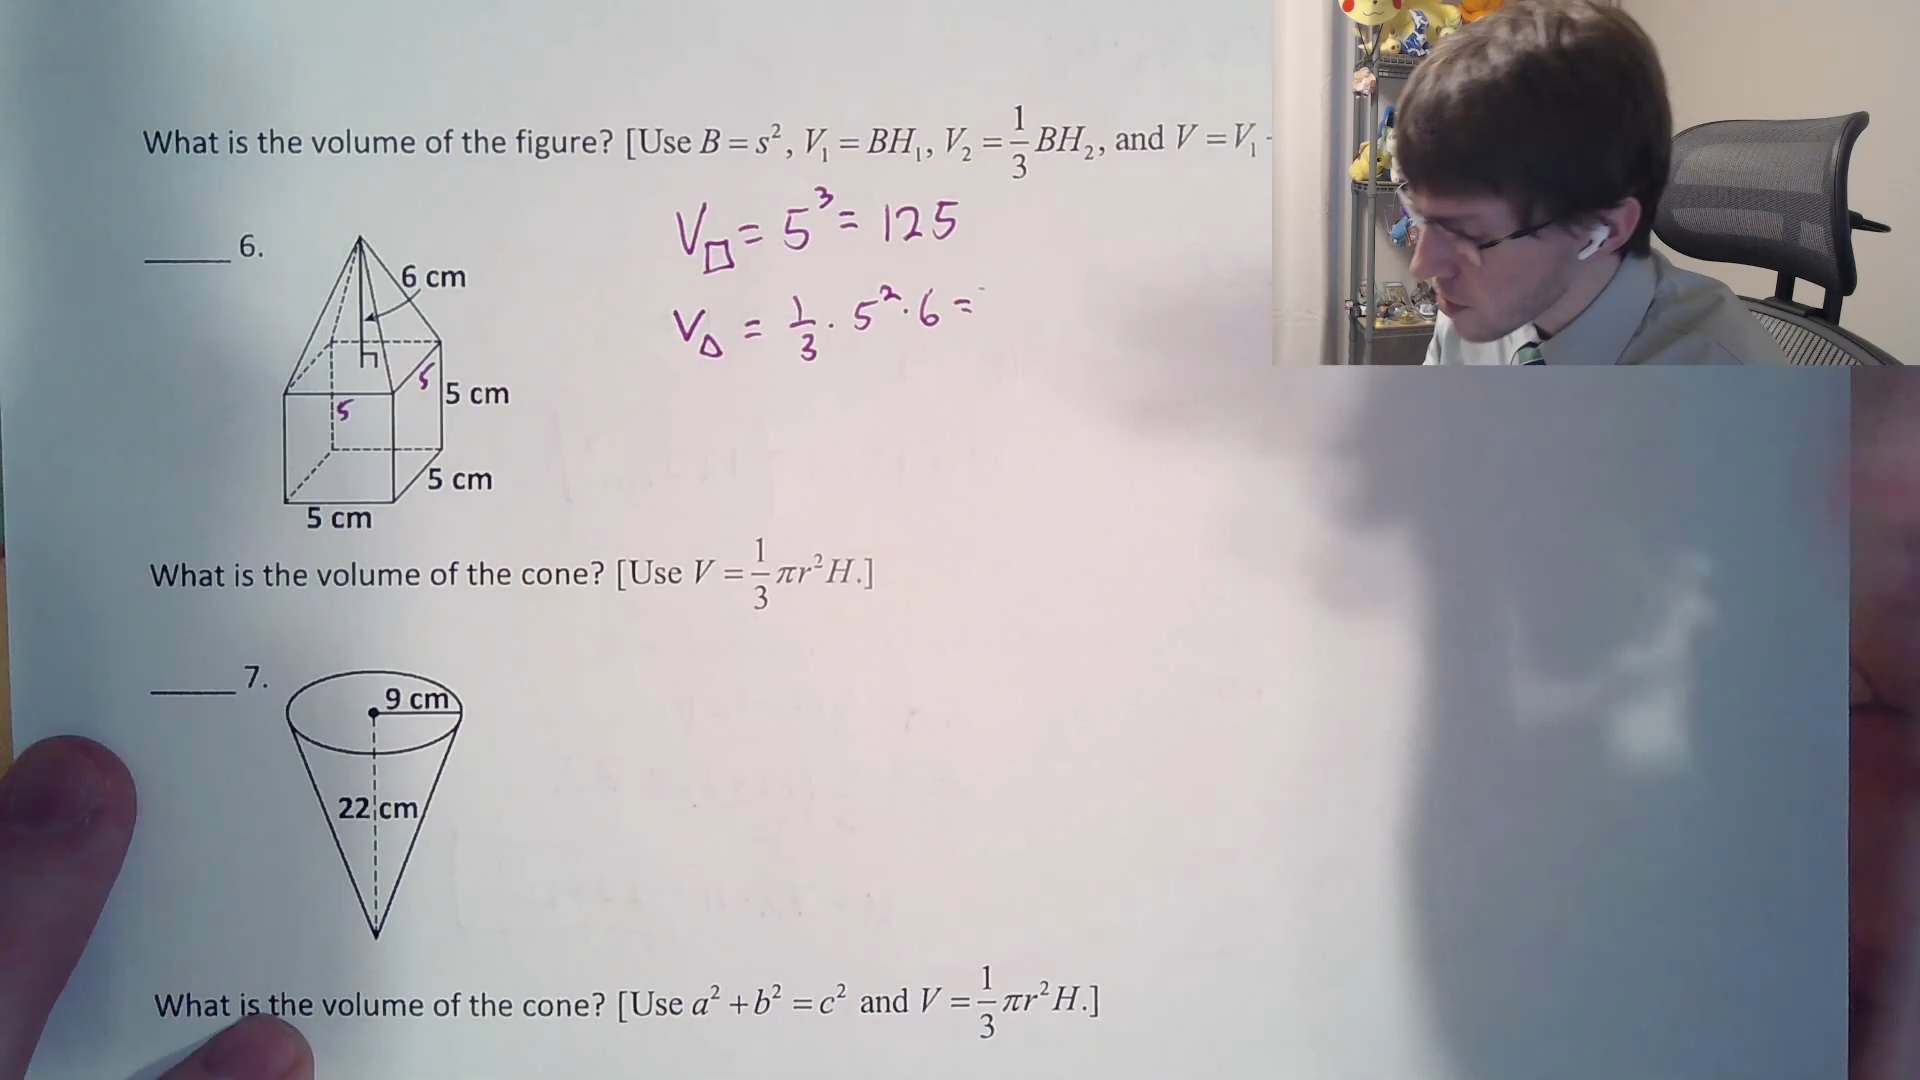 What is the volume of the figure? [Use B = s², V₁ = BH₁, V₂ = 1/3 BH₂, and V = V₁
V□ = 5³ = 125
V△ = 1/3 · 5² · 6 =
6.
6 cm
5
5 cm
5
5 cm
5 cm
What is the volume of the cone? [Use V = 1/3 πr²H.]
7.
9 cm
22 cm
What is the volume of the cone? [Use a² + b² = c² and V = 1/3 πr²H.]